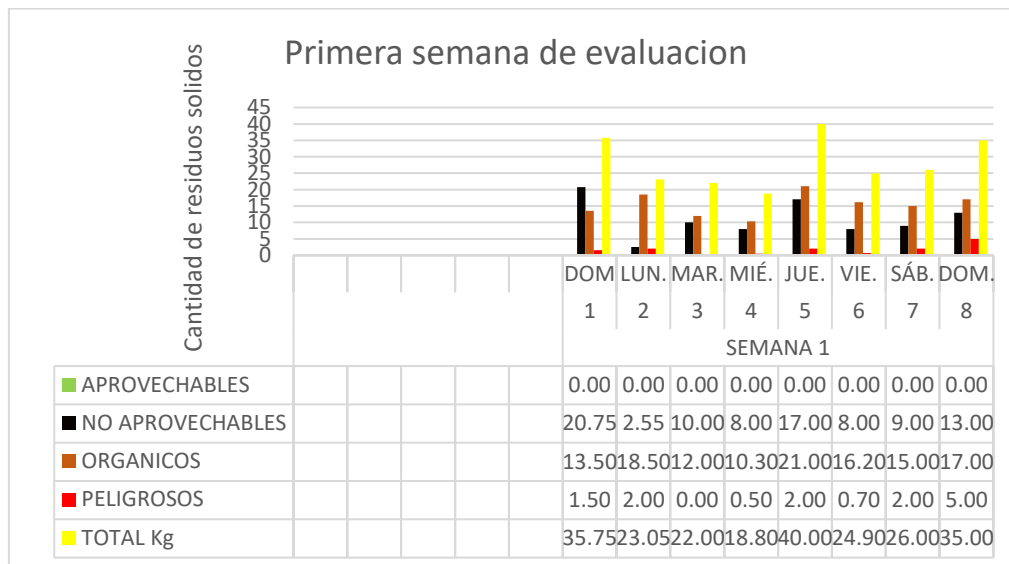 Primera semana de evaluacion
Cantidad de residuos solidos
45
40
35
30
25
20
15
10
5
0
DOM LUN. MAR. MIÉ. JUE. VIE. SÁB. DOM.
1 2 3 4 5 6 7 8
SEMANA 1
APROVECHABLES 0.00 0.00 0.00 0.00 0.00 0.00 0.00 0.00
NO APROVECHABLES 20.75 2.55 10.00 8.00 17.00 8.00 9.00 13.00
ORGANICOS 13.50 18.50 12.00 10.30 21.00 16.20 15.00 17.00
PELIGROSOS 1.50 2.00 0.00 0.50 2.00 0.70 2.00 5.00
TOTAL Kg 35.75 23.05 22.00 18.80 40.00 24.90 26.00 35.00